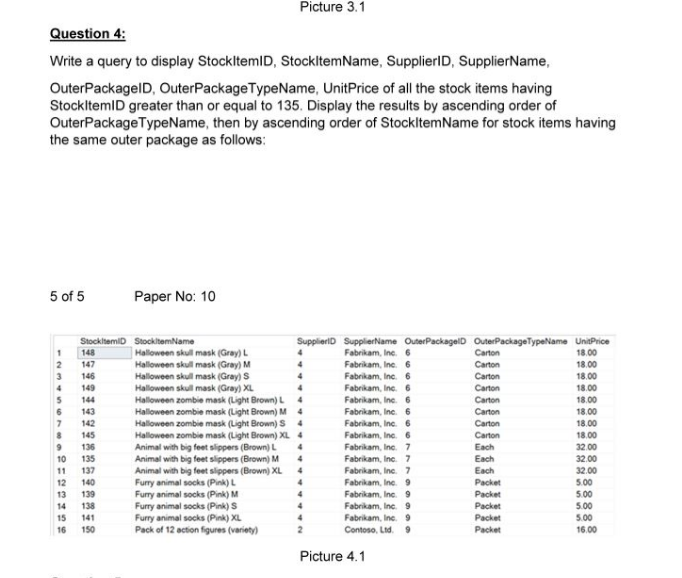 Picture 3.1
Question 4:
Write a query to display StockItemID, StockItemName, SupplierID, SupplierName,
OuterPackageID, OuterPackageTypeName, UnitPrice of all the stock items having
StockItemID greater than or equal to 135. Display the results by ascending order of
OuterPackageTypeName, then by ascending order of StockItemName for stock items having
the same outer package as follows:
5 of 5 Paper No: 10
StockItemID StockItemName SupplierID SupplierName OuterPackageID OuterPackageTypeName UnitPrice
1 148 Halloween skull mask (Gray) L 4 Fabrikam, Inc. 6 Carton 18.00
2 147 Halloween skull mask (Gray) M 4 Fabrikam, Inc. 6 Carton 18.00
3 146 Halloween skull mask (Gray) S 4 Fabrikam, Inc. 6 Carton 18.00
4 149 Halloween skull mask (Gray) XL 4 Fabrikam, Inc. 6 Carton 18.00
5 144 Halloween zombie mask (Light Brown) L 4 Fabrikam, Inc. 6 Carton 18.00
6 143 Halloween zombie mask (Light Brown) M 4 Fabrikam, Inc. 6 Carton 18.00
7 142 Halloween zombie mask (Light Brown) S 4 Fabrikam, Inc. 6 Carton 18.00
8 145 Halloween zombie mask (Light Brown) XL 4 Fabrikam, Inc. 6 Carton 18.00
9 136 Animal with big feet slippers (Brown) L 4 Fabrikam, Inc. 7 Each 32.00
10 135 Animal with big feet slippers (Brown) M 4 Fabrikam, Inc. 7 Each 32.00
11 137 Animal with big feet slippers (Brown) XL 4 Fabrikam, Inc. 7 Each 32.00
12 140 Furry animal socks (Pink) L 4 Fabrikam, Inc. 9 Packet 5.00
13 139 Furry animal socks (Pink) M 4 Fabrikam, Inc. 9 Packet 5.00
14 138 Furry animal socks (Pink) S 4 Fabrikam, Inc. 9 Packet 5.00
15 141 Furry animal socks (Pink) XL 4 Fabrikam, Inc. 9 Packet 5.00
16 150 Pack of 12 action figures (variety) 2 Contoso, Ltd. 9 Packet 16.00
Picture 4.1